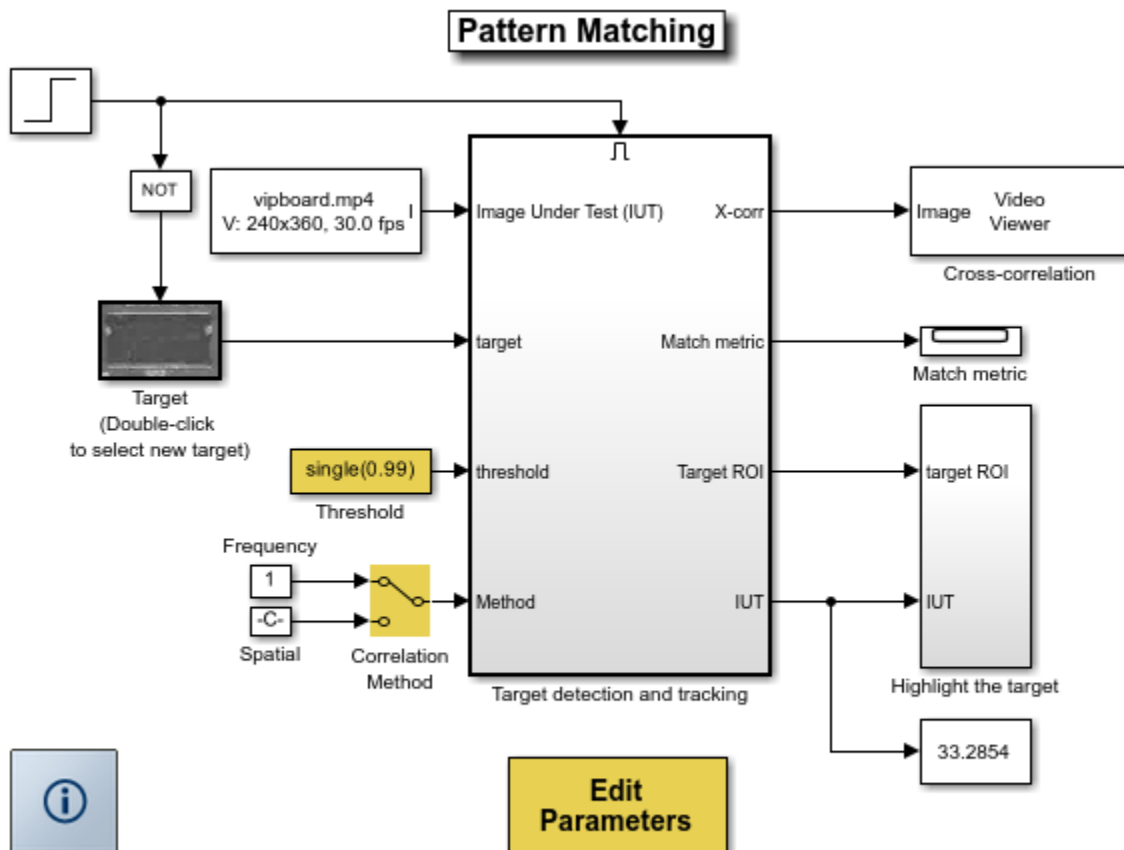 Pattern Matching
NOT
vipboard.mp4
V: 240x360, 30.0 fps
I
Image Under Test (IUT)
X-corr
Image
Video
Viewer
Cross-correlation
target
Match metric
Match metric
Target
(Double-click
to select new target)
single(0.99)
Threshold
threshold
Target ROI
target ROI
Frequency
1
-C-
Spatial
Correlation
Method
Method
IUT
IUT
Target detection and tracking
Highlight the target
33.2854
Edit
Parameters
i